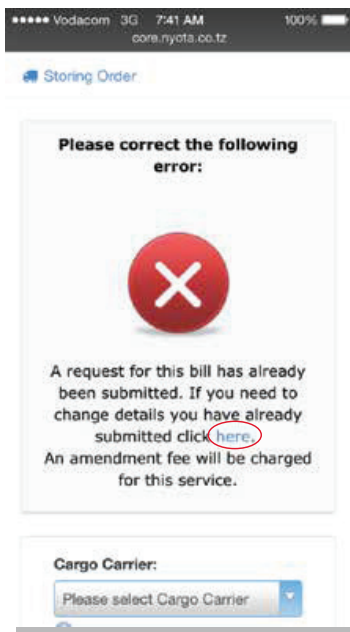 Vodacom 3G 7:41 AM 100%
core.nyota.co.tz
Storing Order
Please correct the following
error:
A request for this bill has already
been submitted. If you need to
change details you have already
submitted click here.
An amendment fee will be charged
for this service.
Cargo Carrier:
Please select Cargo Carrier